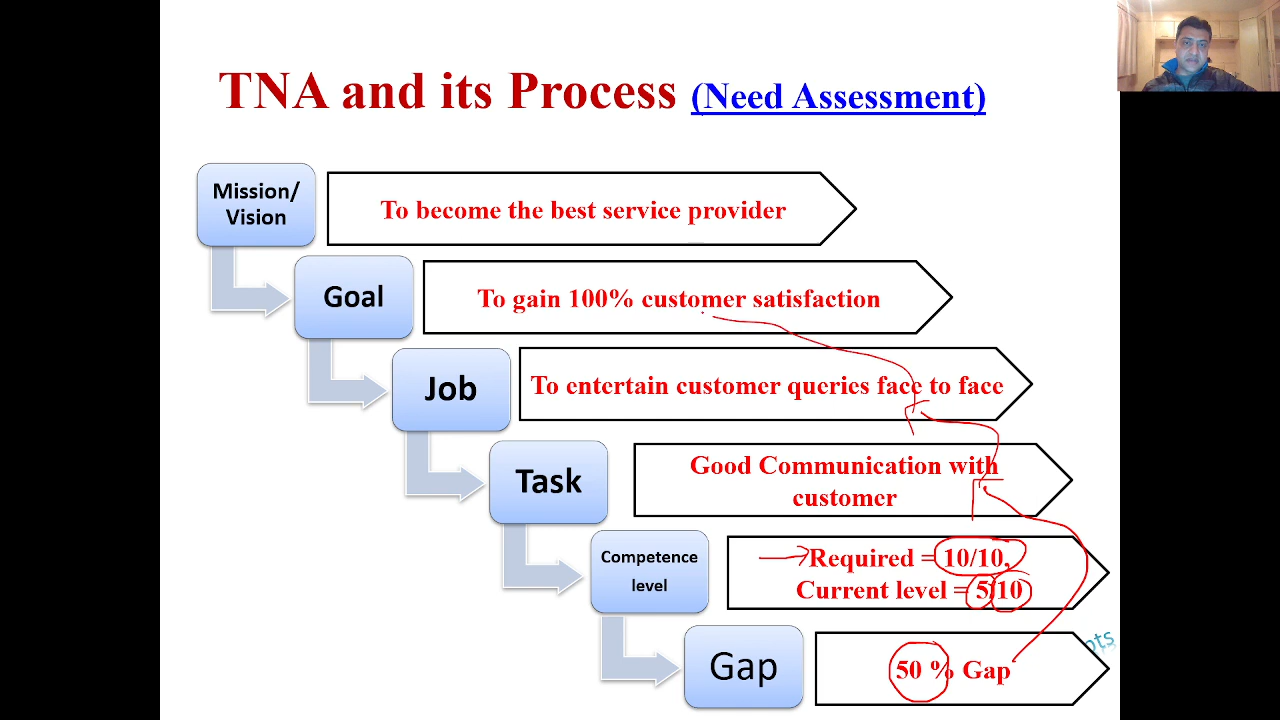 TNA and its Process (Need Assessment)
Mission/
Vision
To become the best service provider
Goal
To gain 100% customer satisfaction
Job
To entertain customer queries face to face
Task
Good Communication with
customer
Competence
level
Required = 10/10,
Current level = 5/10
Gap
50 % Gap